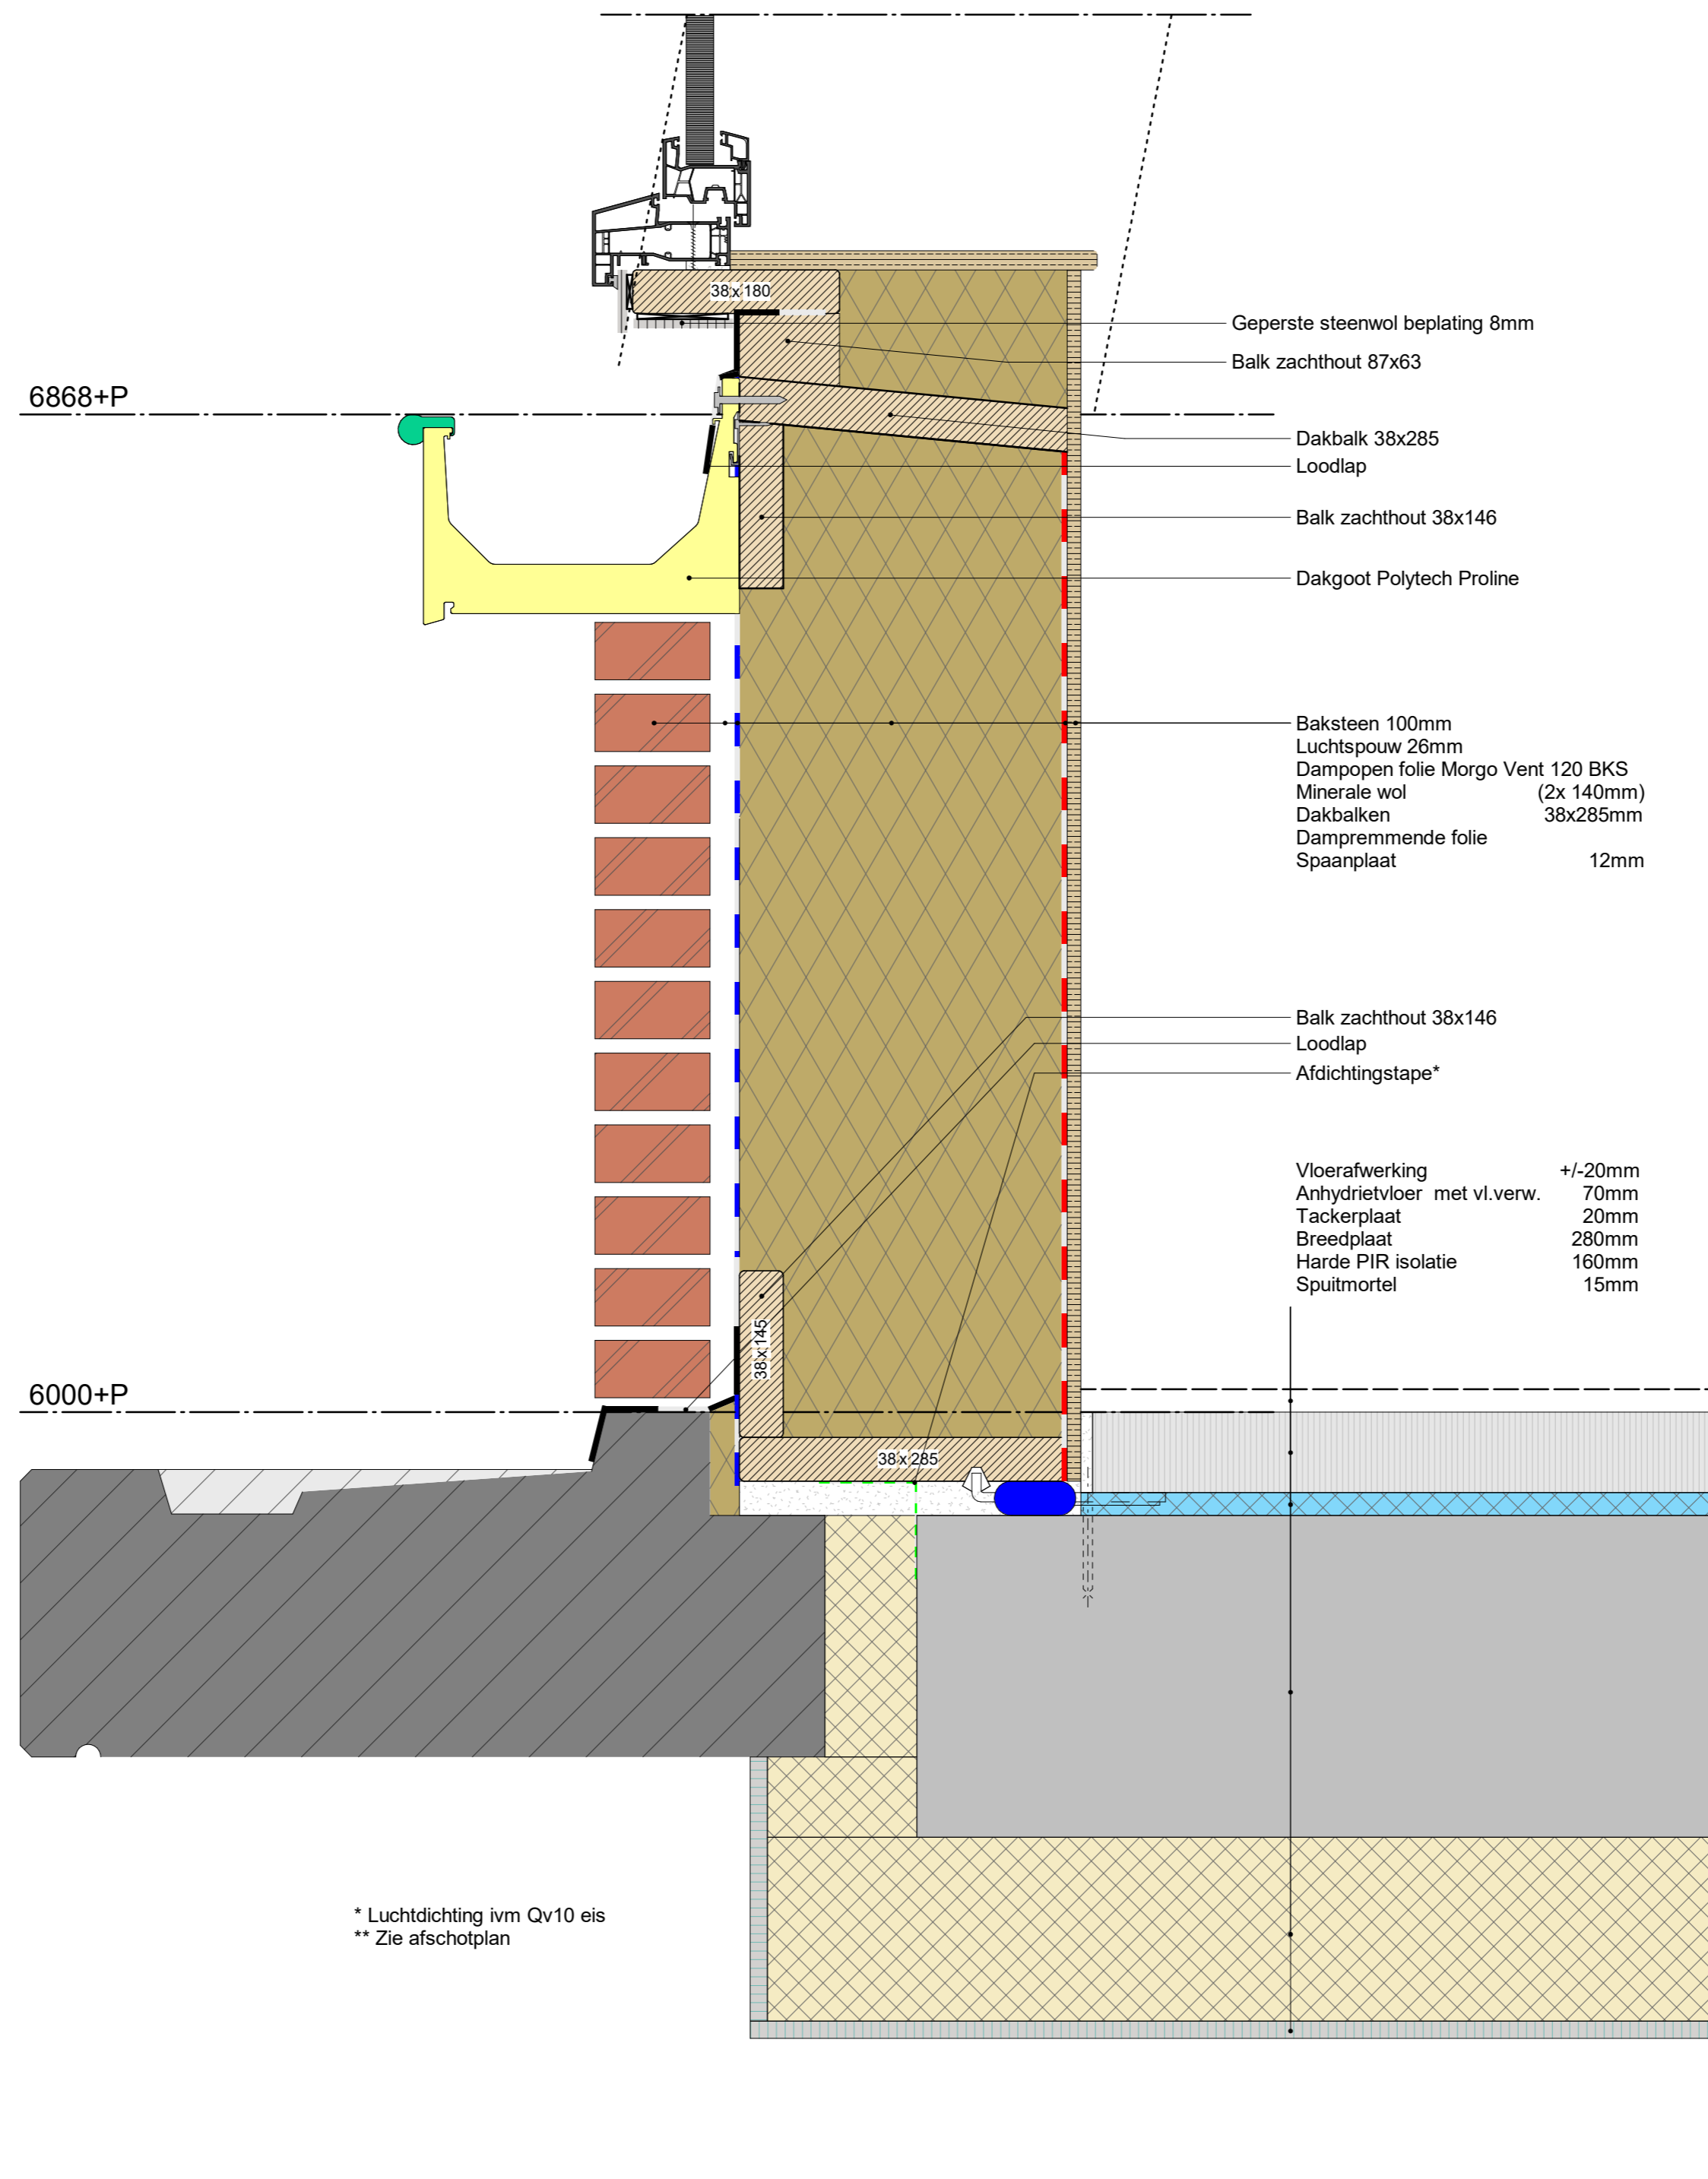 38 x 180
Geperste steenwol beplating 8mm
Balk zachthout 87x63
6868+P
Dakbalk 38x285
Loodlap
Balk zachthout 38x146
Dakgoot Polytech Proline
Baksteen 100mm
Luchtspouw 26mm
Dampopen folie Morgo Vent 120 BKS
Minerale wol (2x 140mm)
Dakbalken 38x285mm
Dampremmende folie
Spaanplaat 12mm
Balk zachthout 38x146
Loodlap
Afdichtingstape*
Vloerafwerking +/-20mm
Anhydrietvloer met vl.verw. 70mm
Tackerplaat 20mm
Breedplaat 280mm
Harde PIR isolatie 160mm
Spuitmortel 15mm
38 x 145
6000+P
38 x 285
* Luchtdichting ivm Qv10 eis
** Zie afschotplan